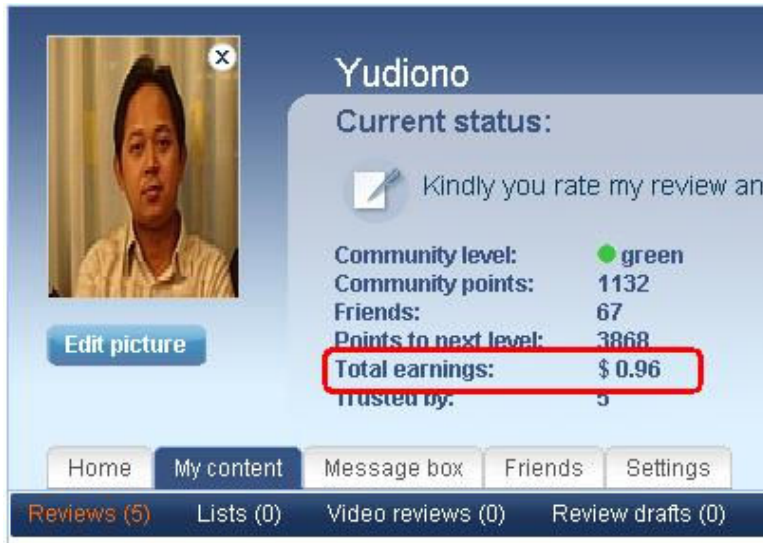 Yudiono
Current status:
Kindly you rate my review an
Community level: green
Community points: 1132
Friends: 67
Points to next level: 3868
Total earnings: $ 0.96
Trusted by: 5
Edit picture
Home My content Message box Friends Settings
Reviews (5) Lists (0) Video reviews (0) Review drafts (0)